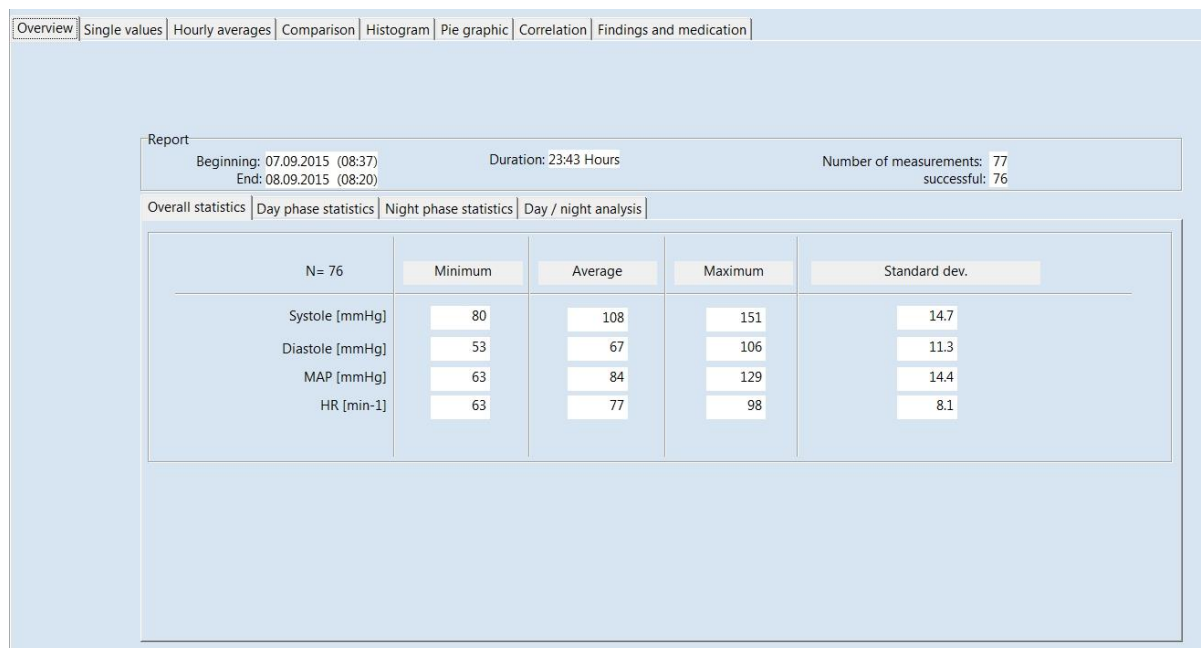 Overview Single values Hourly averages Comparison Histogram Pie graphic Correlation Findings and medication
Report
Beginning: 07.09.2015 (08:37) Duration: 23:43 Hours Number of measurements: 77
End: 08.09.2015 (08:20) successful: 76
Overall statistics Day phase statistics Night phase statistics Day / night analysis
N= 76 Minimum Average Maximum Standard dev.
Systole [mmHg] 80 108 151 14.7
Diastole [mmHg] 53 67 106 11.3
MAP [mmHg] 63 84 129 14.4
HR [min-1] 63 77 98 8.1